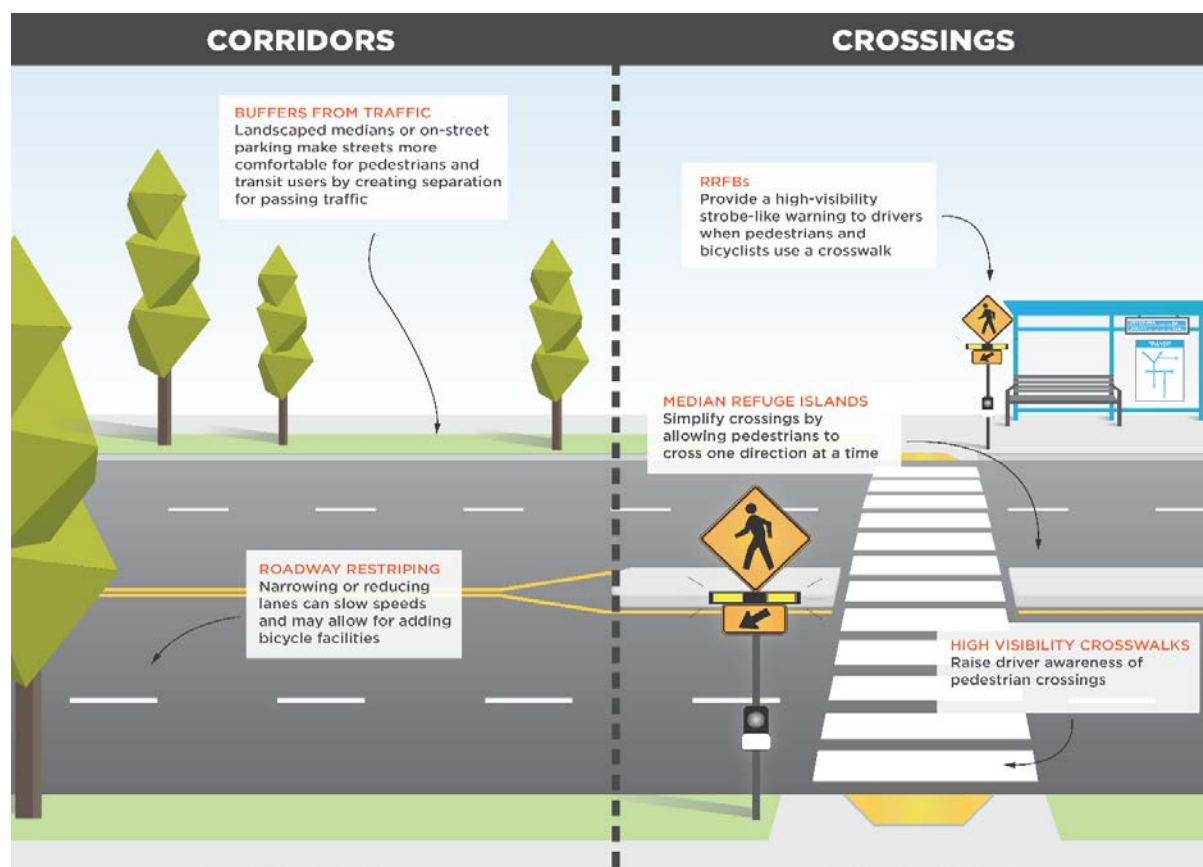 CORRIDORS
CROSSINGS
BUFFERS FROM TRAFFIC
Landscaped medians or on-street
parking make streets more
comfortable for pedestrians and
transit users by creating separation
for passing traffic
RRFBs
Provide a high-visibility
strobe-like warning to drivers
when pedestrians and
bicyclists use a crosswalk
TRANSIT
MEDIAN REFUGE ISLANDS
Simplify crossings by
allowing pedestrians to
cross one direction at a time
ROADWAY RESTRIPING
Narrowing or reducing
lanes can slow speeds
and may allow for adding
bicycle facilities
HIGH VISIBILITY CROSSWALKS
Raise driver awareness of
pedestrian crossings